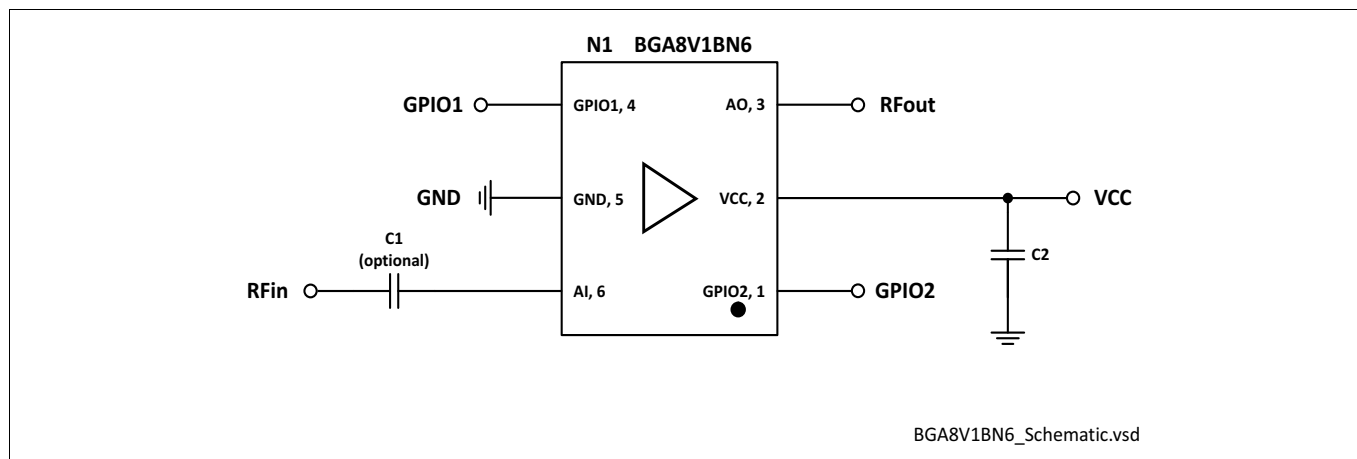 N1 BGA8V1BN6
GPIO1
GPIO1, 4
AO, 3
RFout
GND
GND, 5
VCC, 2
VCC
C1
(optional)
C2
RFin
AI, 6
GPIO2, 1
GPIO2
BGA8V1BN6_Schematic.vsd